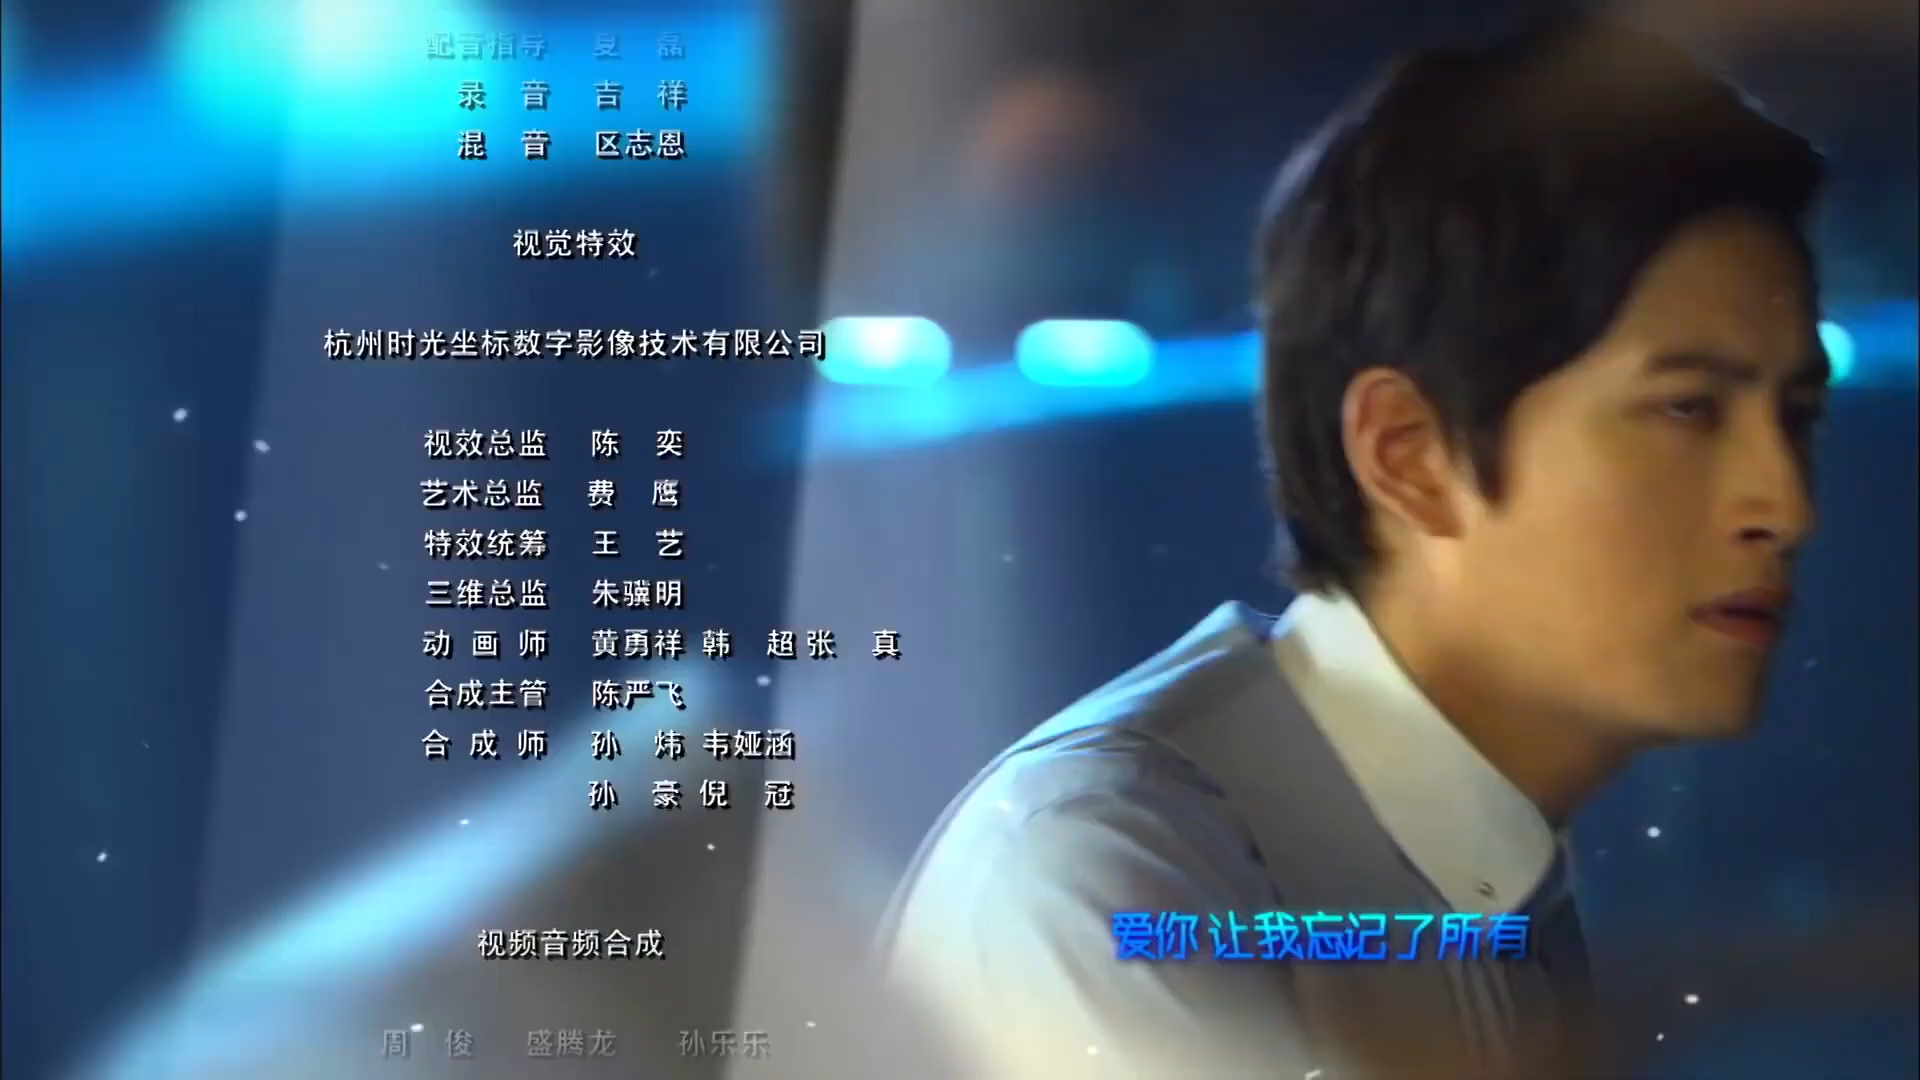 配音指导 夏 磊
录 音 吉 祥
混 音 区志恩
视觉特效
杭州时光坐标数字影像技术有限公司
视效总监 陈 奕
艺术总监 费 鹰
特效统筹 王 艺
三维总监 朱骥明
动 画 师 黄勇祥 韩 超 张 真
合成主管 陈严飞
合 成 师 孙 炜 韦娅涵
孙 豪 倪 冠
视频音频合成
周 俊 盛腾龙 孙乐乐
爱你 让我忘记了所有